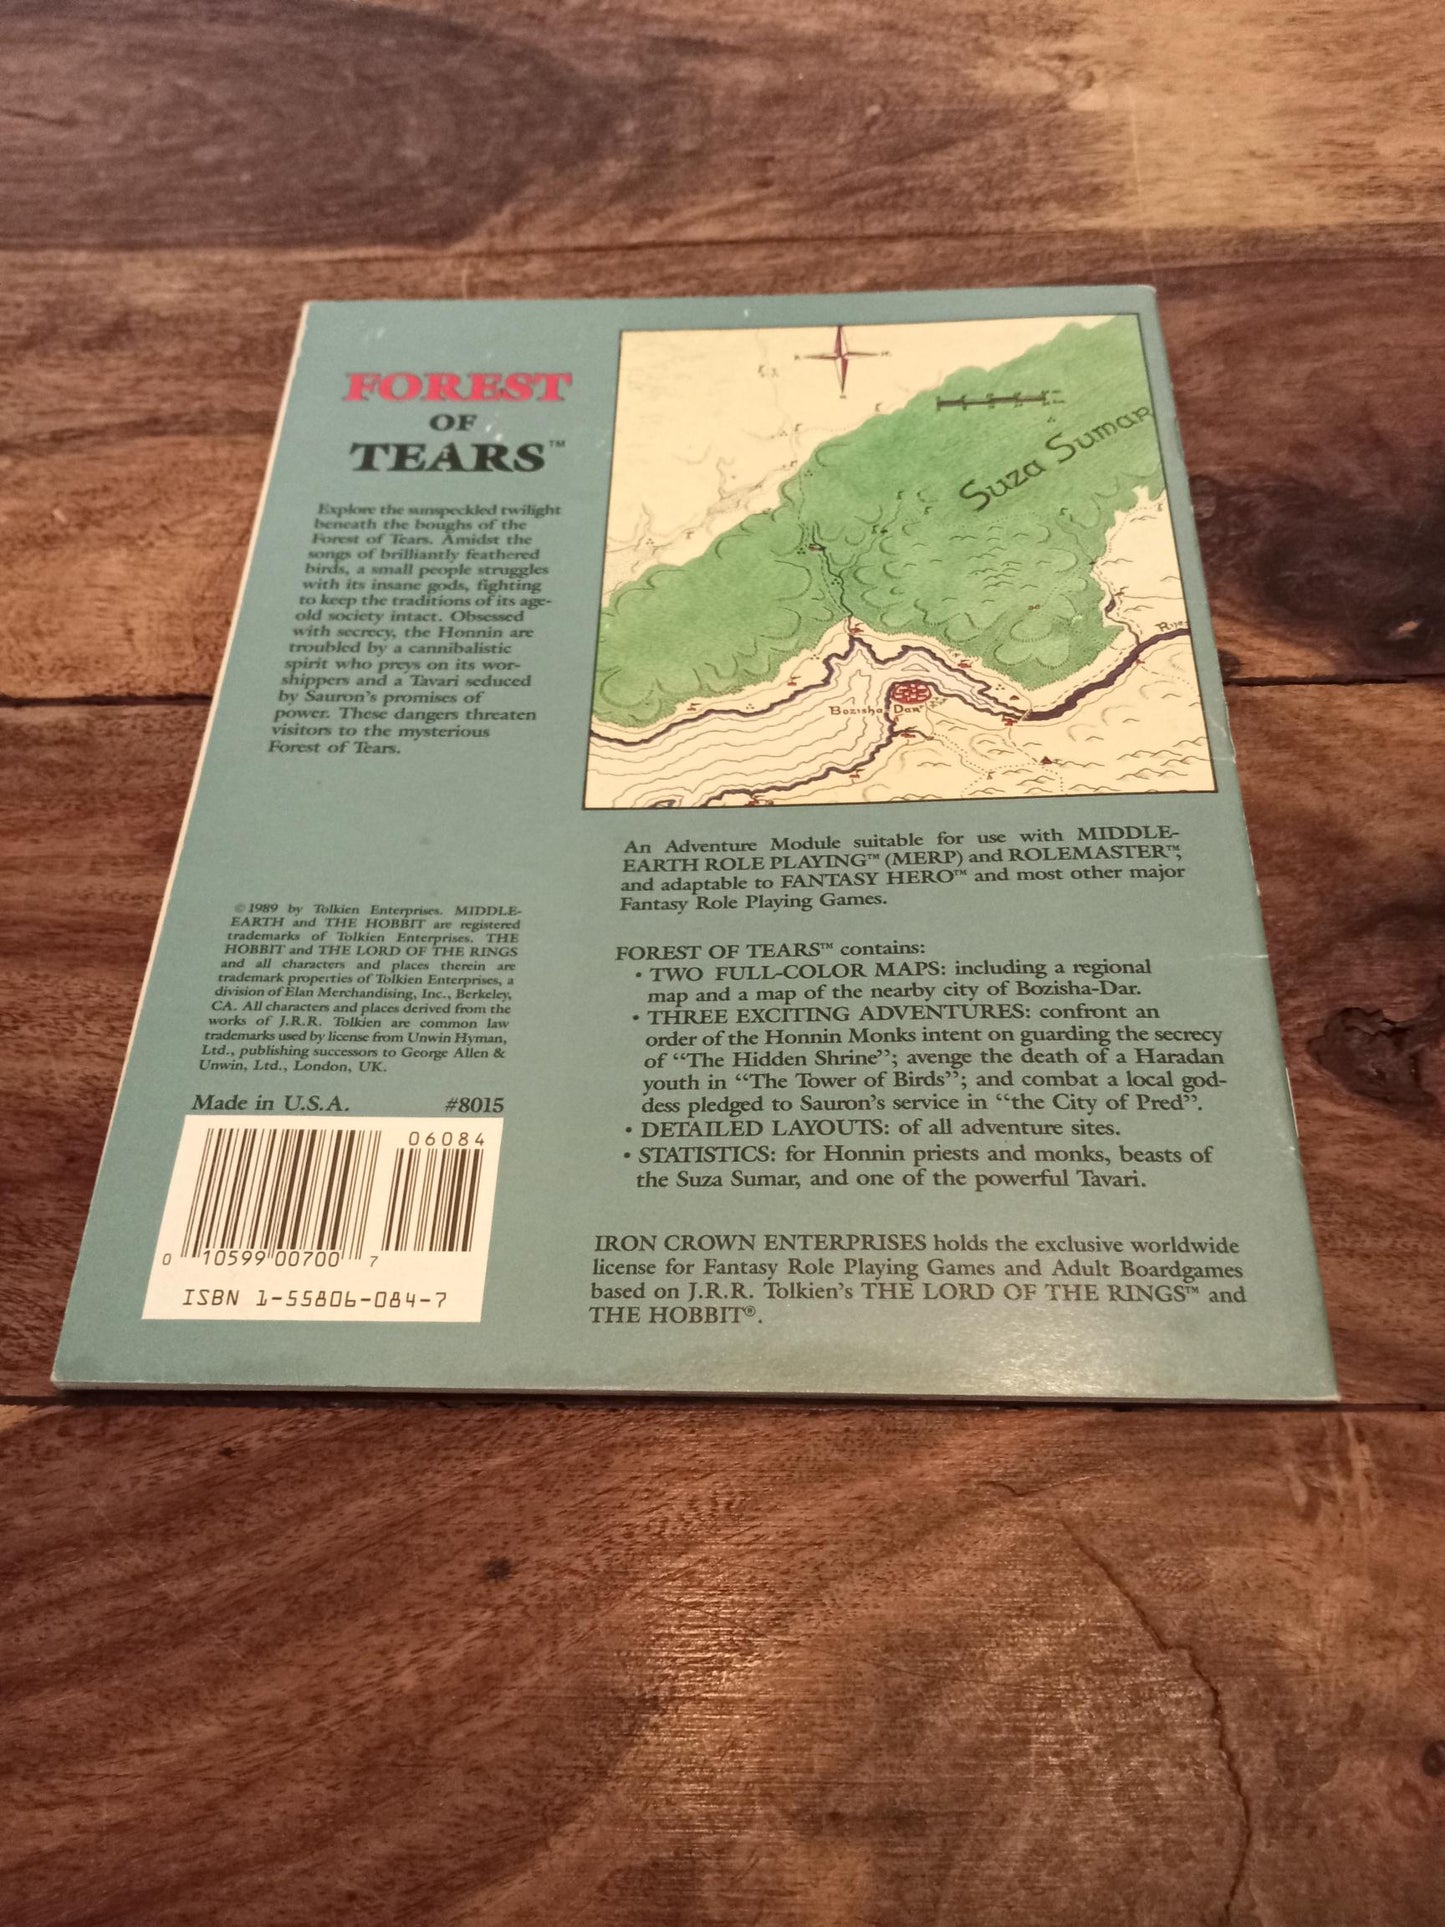 FOREST
OF
TEARS™
Explore the sunspeckled twilight
beneath the boughs of the
Forest of Tears. Amidst the
songs of brilliantly feathered
birds, a small people struggles
with its insane gods, fighting
to keep the traditions of its age-
old society intact. Obsessed
with secrecy, the Honnin are
troubled by a cannibalistic
spirit who preys on its wor-
shippers and a Tavari seduced
by Sauron's promises of
power. These dangers threaten
visitors to the mysterious
Forest of Tears.
© 1989 by Tolkien Enterprises. MIDDLE-
EARTH and THE HOBBIT are registered
trademarks of Tolkien Enterprises. THE
HOBBIT and THE LORD OF THE RINGS
and all characters and places therein are
trademark properties of Tolkien Enterprises, a
division of Elan Merchandising, Inc., Berkeley,
CA. All characters and places derived from the
works of J.R.R. Tolkien are common law
trademarks used by license from Unwin Hyman,
Ltd., publishing successors to George Allen &
Unwin, Ltd., London, UK.
Made in U.S.A. #8015
06084
0 10599 00700 7
ISBN 1-55806-084-7
Suza Sumar
Bozisha-Dar
An Adventure Module suitable for use with MIDDLE-
EARTH ROLE PLAYING™ (MERP) and ROLEMASTER™,
and adaptable to FANTASY HERO™ and most other major
Fantasy Role Playing Games.
FOREST OF TEARS™ contains:
• TWO FULL-COLOR MAPS: including a regional
map and a map of the nearby city of Bozisha-Dar.
• THREE EXCITING ADVENTURES: confront an
order of the Honnin Monks intent on guarding the secrecy
of “The Hidden Shrine”; avenge the death of a Haradan
youth in “The Tower of Birds”; and combat a local god-
dess pledged to Sauron's service in “the City of Pred”.
• DETAILED LAYOUTS: of all adventure sites.
• STATISTICS: for Honnin priests and monks, beasts of
the Suza Sumar, and one of the powerful Tavari.
IRON CROWN ENTERPRISES holds the exclusive worldwide
license for Fantasy Role Playing Games and Adult Boardgames
based on J.R.R. Tolkien's THE LORD OF THE RINGS™ and
THE HOBBIT®.